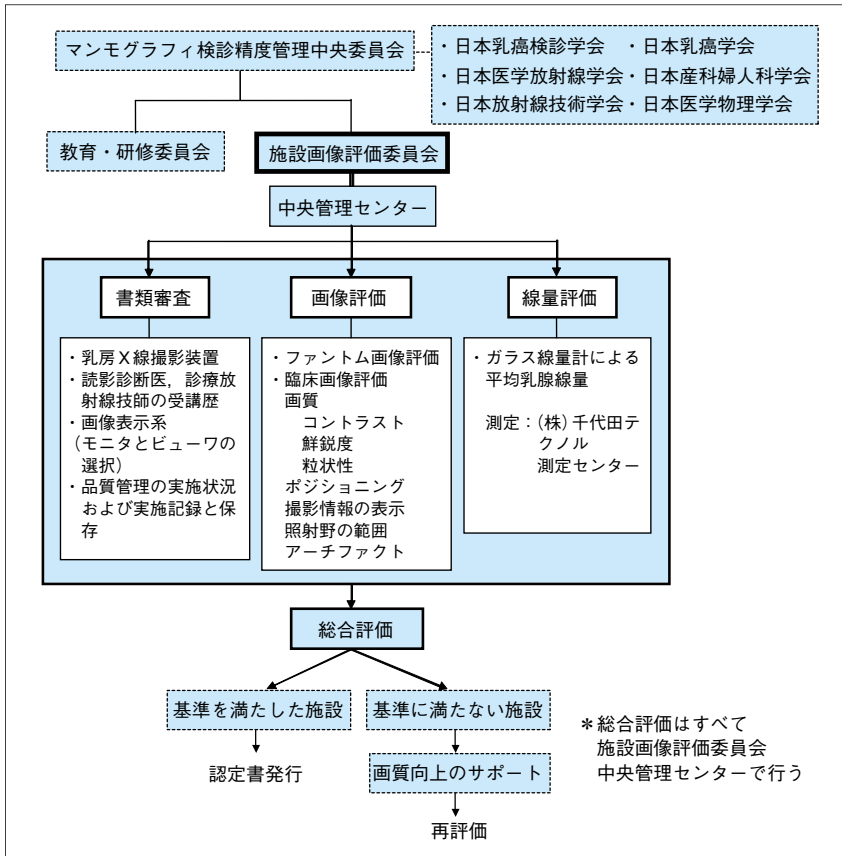 マンモグラフィ検診精度管理中央委員会
・日本乳癌検診学会 ・日本乳癌学会
・日本医学放射線学会・日本産科婦人科学会
・日本放射線技術学会・日本医学物理学会
教育・研修委員会
施設画像評価委員会
中央管理センター
書類審査
・乳房X線撮影装置
・読影診断医，診療放
射線技師の受講歴
・画像表示系
（モニタとビューワの
選択）
・品質管理の実施状況
および実施記録と保
存
画像評価
・ファントム画像評価
・臨床画像評価
画質
コントラスト
鮮鋭度
粒状性
ポジショニング
撮影情報の表示
照射野の範囲
アーチファクト
線量評価
・ガラス線量計による
平均乳腺線量
測定：（株）千代田テ
クノル
測定センター
総合評価
基準を満たした施設
認定書発行
基準に満たない施設
画質向上のサポート
再評価
＊総合評価はすべて
施設画像評価委員会
中央管理センターで行う